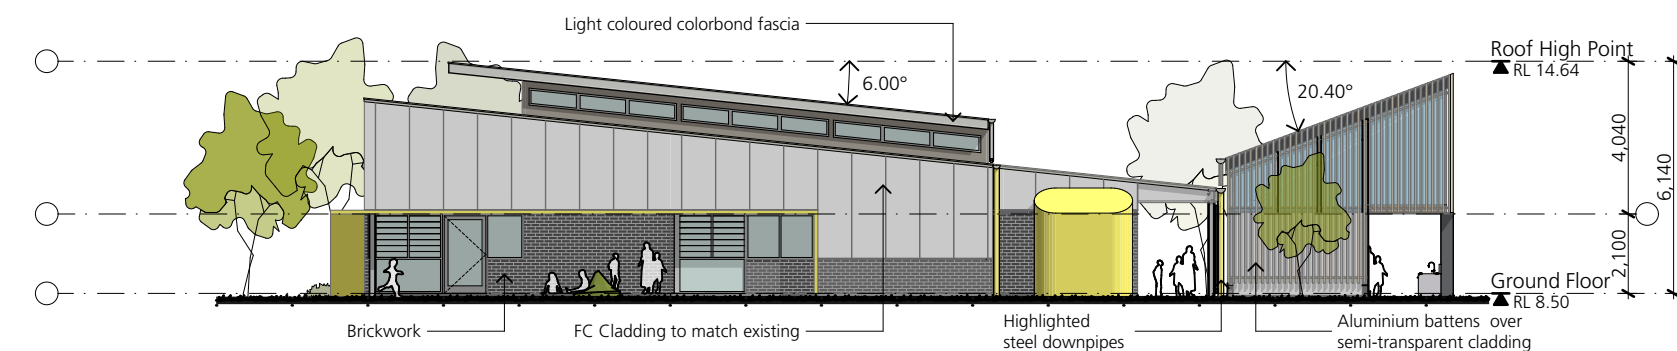 Light coloured colorbond fascia
Roof High Point
RL 14.64
6.00°
20.40°
4,040
6,140
2,100
Ground Floor
RL 8.50
Brickwork
FC Cladding to match existing
Highlighted
steel downpipes
Aluminium battens over
semi-transparent cladding